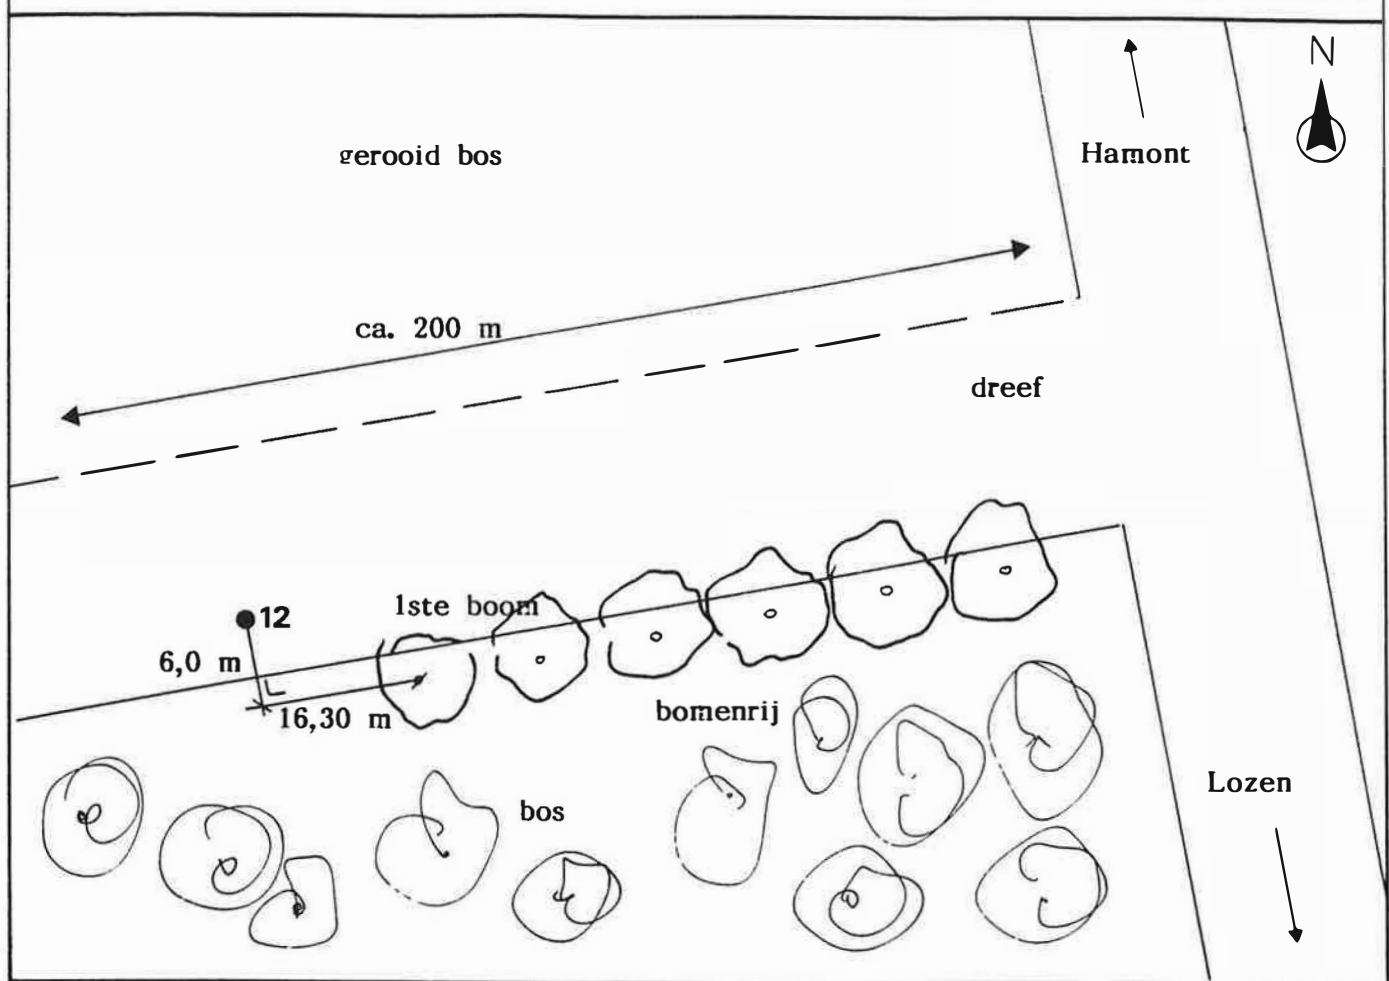 N
Hamont
gerooid bos
ca. 200 m
dreef
1ste boom
12
6,0 m
16,30 m
bomenrij
bos
Lozen